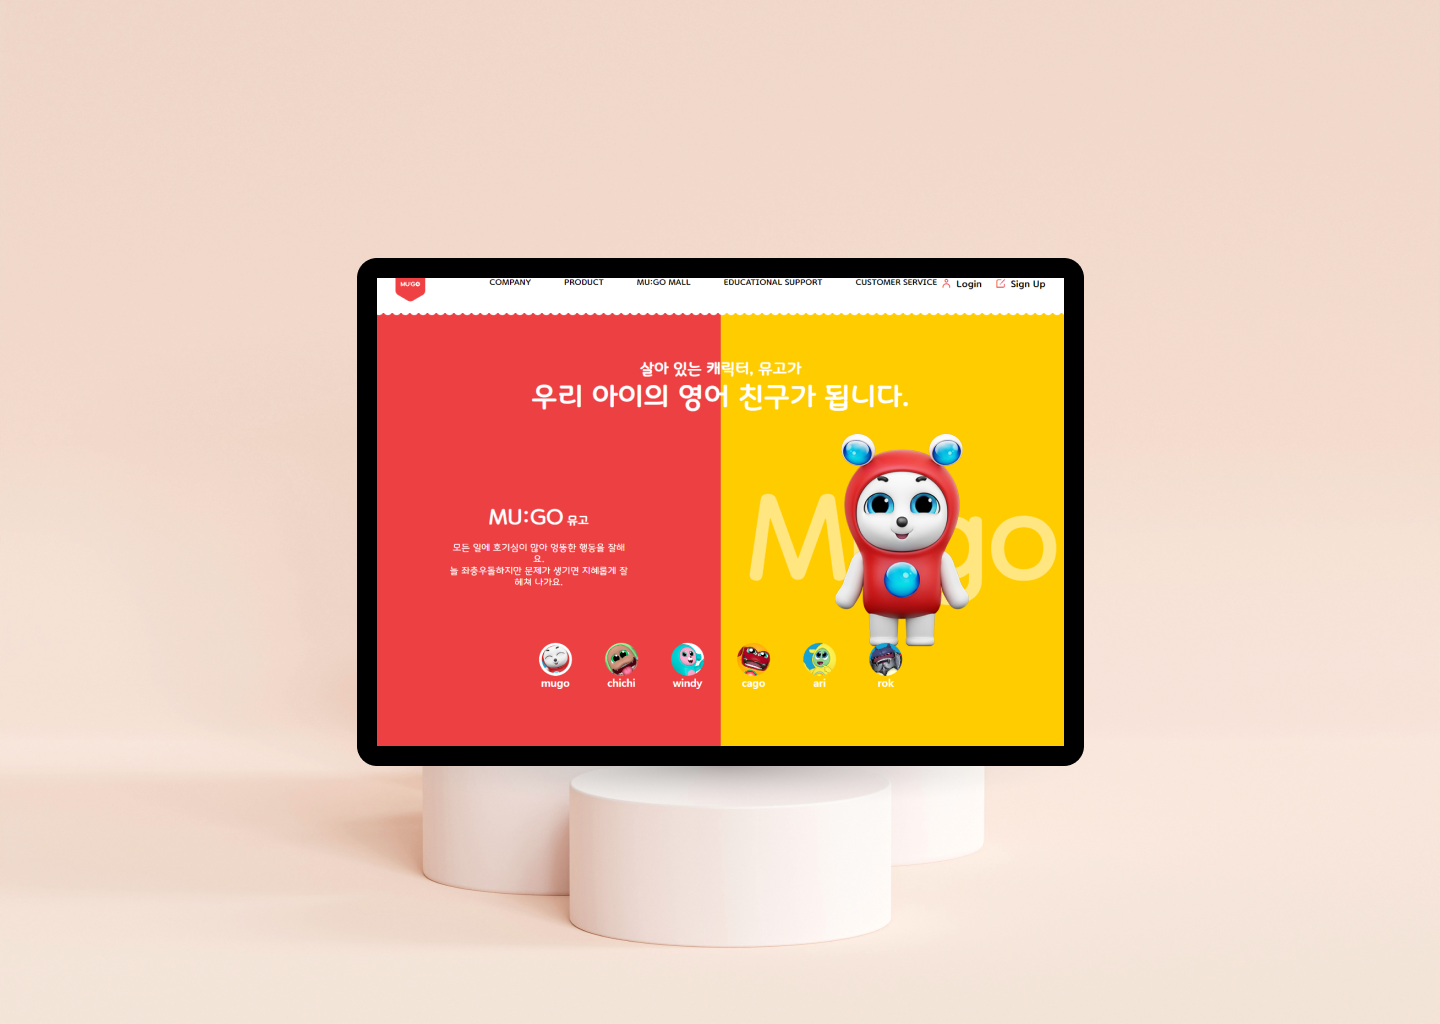 MU:GO
COMPANY PRODUCT MU:GO MALL EDUCATIONAL SUPPORT CUSTOMER SERVICE Login Sign Up
살아 있는 캐릭터, 유고가
우리 아이의 영어 친구가 됩니다.
Mugo
MU:GO 유고
모든 일에 호기심이 많아 엉뚱한 행동을 잘해
요.
늘 좌충우돌하지만 문제가 생기면 지혜롭게 잘
헤쳐 나가요.
mugo chichi windy cago ari rok